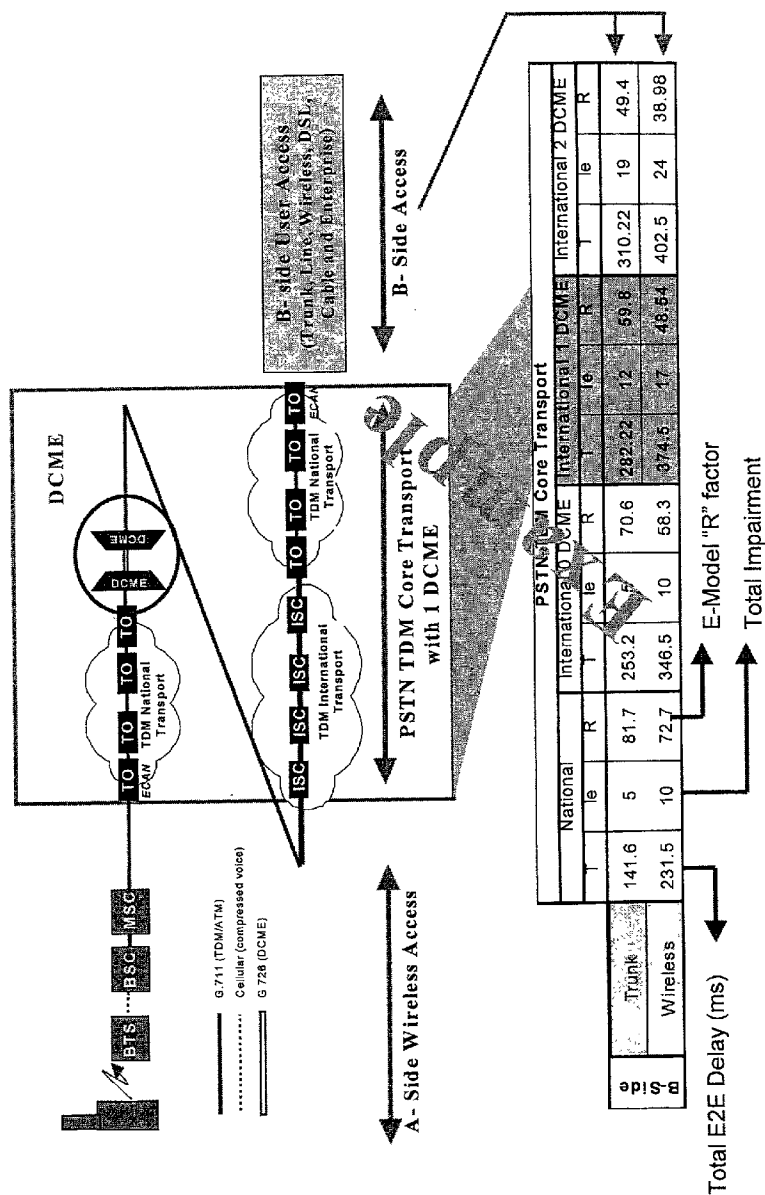 BTS
BSC
MSC
G.711 (TDM/ATM)
Cellular (compressed voice)
G 726 (DCME)
A- Side Wireless Access
DCME
TO TO TO TO
ECAN
TDM National
Transport
DCME DCME
ISC ISC ISC ISC
TDM International
Transport
TO TO TO TO
ECAN
TDM National
Transport
PSTN TDM Core Transport
with 1 DCME
B- side User Access
(Trunk, Line, Wireless, DSL,
Cable and Enterprise)
B- Side Access
Example
PSTN TDM Core Transport
National International 0 DCME International 1 DCME International 2 DCME
T Ie R T Ie R T Ie R T Ie R
B-Side
Trunk 141.6 5 81.7 253.2 5 70.6 282.22 12 59.8 310.22 19 49.4
Wireless 231.5 10 72.7 346.5 10 58.3 374.5 17 48.54 402.5 24 38.98
Total E2E Delay (ms)
E-Model "R" factor
Total Impairment